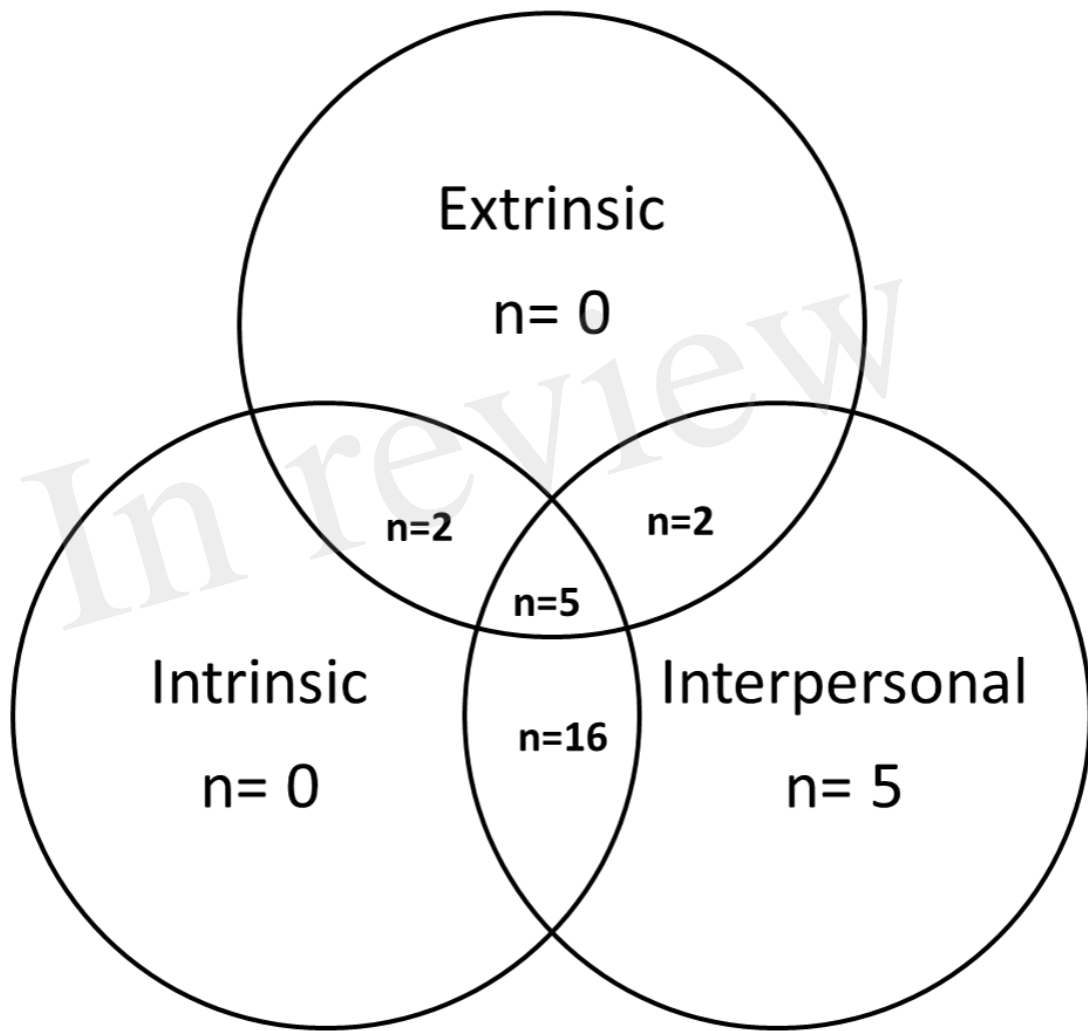 Extrinsic
n= 0
In review
n=2
n=2
n=5
Intrinsic
n= 0
n=16
Interpersonal
n= 5